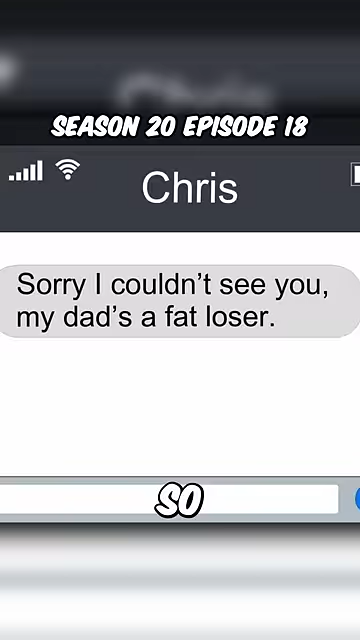 SEASON 20 EPISODE 18
Chris
Sorry I couldn't see you,
my dad's a fat loser.
SO